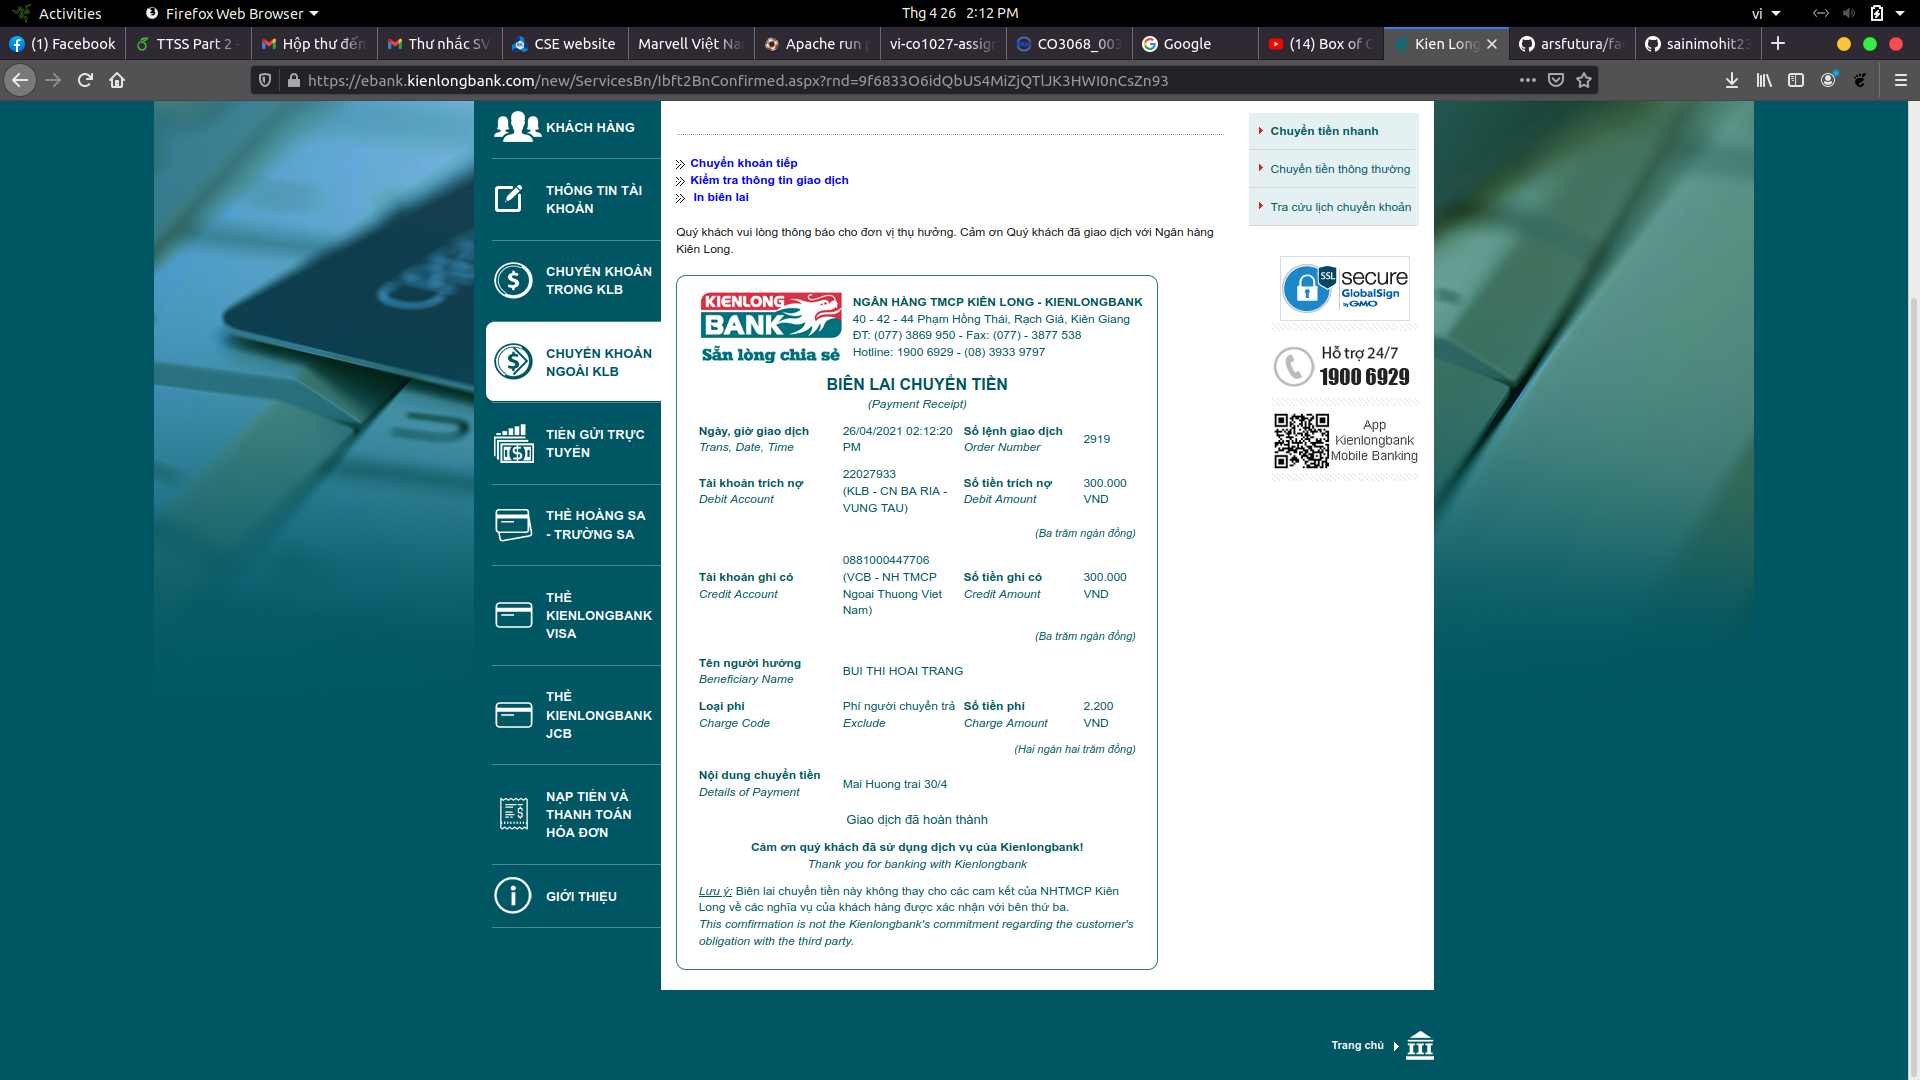 Activities
Firefox Web Browser
Thg 4 26 2:12 PM
vi
(1) Facebook
TTSS Part 2 -
Hộp thư đến
Thư nhắc SV
CSE website
Marvell Việt Na
Apache run p
vi-co1027-assig
CO3068_003
Google
(14) Box of C
Kien Long
arsfutura/fa
sainimohit23
https://ebank.kienlongbank.com/new/ServicesBn/Ibft2BnConfirmed.aspx?rnd=9f6833O6idQbUS4MiZjQTlJK3HWI0nCsZn93
KHÁCH HÀNG
THÔNG TIN TÀI
KHOẢN
CHUYỂN KHOẢN
TRONG KLB
CHUYỂN KHOẢN
NGOÀI KLB
TIỀN GỬI TRỰC
TUYẾN
THẺ HOÀNG SA
- TRƯỜNG SA
THẺ
KIENLONGBANK
VISA
THẺ
KIENLONGBANK
JCB
NẠP TIỀN VÀ
THANH TOÁN
HÓA ĐƠN
GIỚI THIỆU
Chuyển khoản tiếp
Kiểm tra thông tin giao dịch
In biên lai
Quý khách vui lòng thông báo cho đơn vị thụ hưởng. Cảm ơn Quý khách đã giao dịch với Ngân hàng
Kiên Long.
KIENLONG
BANK
Sẵn lòng chia sẻ
NGÂN HÀNG TMCP KIÊN LONG - KIENLONGBANK
40 - 42 - 44 Phạm Hồng Thái, Rạch Giá, Kiên Giang
ĐT: (077) 3869 950 - Fax: (077) - 3877 538
Hotline: 1900 6929 - (08) 3933 9797
BIÊN LAI CHUYỂN TIỀN
(Payment Receipt)
Ngày, giờ giao dịch
Trans, Date, Time
26/04/2021 02:12:20
PM
Số lệnh giao dịch
Order Number
2919
Tài khoản trích nợ
Debit Account
22027933
(KLB - CN BA RIA -
VUNG TAU)
Số tiền trích nợ
Debit Amount
300.000
VND
(Ba trăm ngàn đồng)
Tài khoản ghi có
Credit Account
0881000447706
(VCB - NH TMCP
Ngoai Thuong Viet
Nam)
Số tiền ghi có
Credit Amount
300.000
VND
(Ba trăm ngàn đồng)
Tên người hưởng
Beneficiary Name
BUI THI HOAI TRANG
Loại phí
Charge Code
Phí người chuyển trả
Exclude
Số tiền phí
Charge Amount
2.200
VND
(Hai ngàn hai trăm đồng)
Nội dung chuyển tiền
Details of Payment
Mai Huong trai 30/4
Giao dịch đã hoàn thành
Cảm ơn quý khách đã sử dụng dịch vụ của Kienlongbank!
Thank you for banking with Kienlongbank
Lưu ý: Biên lai chuyển tiền này không thay cho các cam kết của NHTMCP Kiên
Long về các nghĩa vụ của khách hàng được xác nhận với bên thứ ba.
This comfirmation is not the Kienlongbank's commitment regarding the customer's
obligation with the third party.
Chuyển tiền nhanh
Chuyển tiền thông thường
Tra cứu lịch chuyển khoản
SSL
secure
GlobalSign
by GMO
Hỗ trợ 24/7
1900 6929
App
Kienlongbank
Mobile Banking
Trang chủ